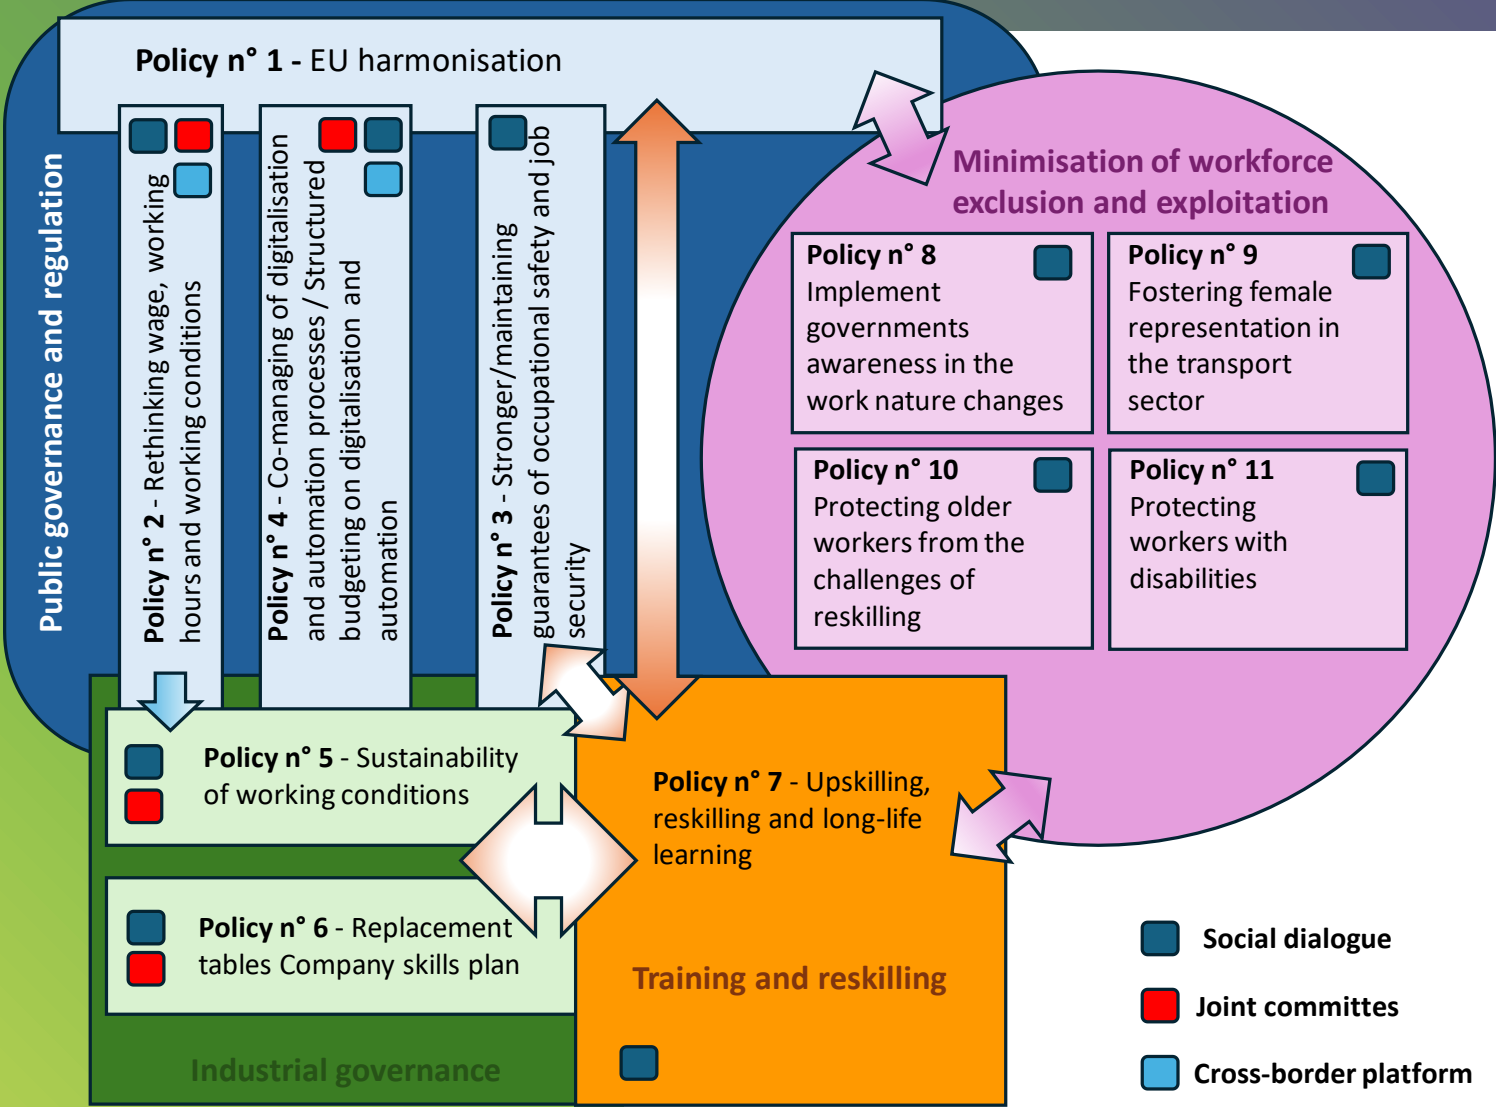 Policy n° 1 - EU harmonisation
Public governance and regulation
Policy n° 2 - Rethinking wage, working
hours and working conditions
Policy n° 4 - Co-managing of digitalisation
and automation processes / Structured
budgeting on digitalisation and
automation
Policy n° 3 - Stronger/maintaining
guarantees of occupational safety and job
security
Minimisation of workforce
exclusion and exploitation
Policy n° 8
Implement
governments
awareness in the
work nature changes
Policy n° 9
Fostering female
representation in
the transport
sector
Policy n° 10
Protecting older
workers from the
challenges of
reskilling
Policy n° 11
Protecting
workers with
disabilities
Policy n° 5 - Sustainability
of working conditions
Policy n° 6 - Replacement
tables Company skills plan
Industrial governance
Policy n° 7 - Upskilling,
reskilling and long-life
learning
Training and reskilling
Social dialogue
Joint committes
Cross-border platform